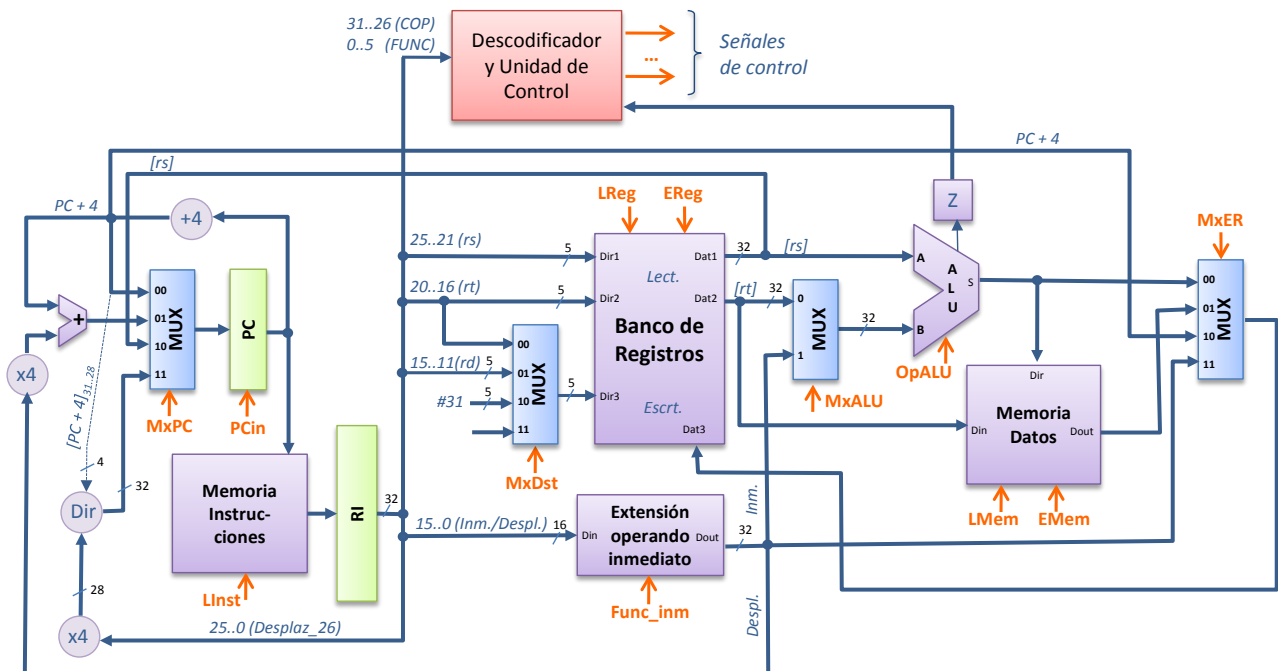 31..26 (COP)
0..5 (FUNC)
Descodificador
y Unidad de
Control
...
Señales
de control
PC + 4
[rs]
PC + 4
+4
LReg
EReg
Z
MxER
25..21 (rs)
5
Dir1
Dat1
32
[rs]
A
ALU
S
Lect.
20..16 (rt)
5
Dir2
Dat2
[rt]
32
0
MUX
1
32
B
00
01
10
11
MUX
PC
+
00
01
10
11
MUX
Banco de
Registros
15..11(rd)
5
00
01
10
11
MUX
#31
5
5
Dir3
Escrt.
Dat3
OpALU
MxALU
x4
MxPC
PCin
[PC + 4]31..28
4
32
Dir
Dir
Din
Memoria
Datos
Dout
MxDst
LMem
EMem
Memoria
Instruc-
ciones
RI
32
15..0 (Inm./Despl.)
16
Din
Extensión
operando
inmediato
Dout
32
Inm.
Despl.
28
LInst
Func_inm
x4
25..0 (Desplaz_26)